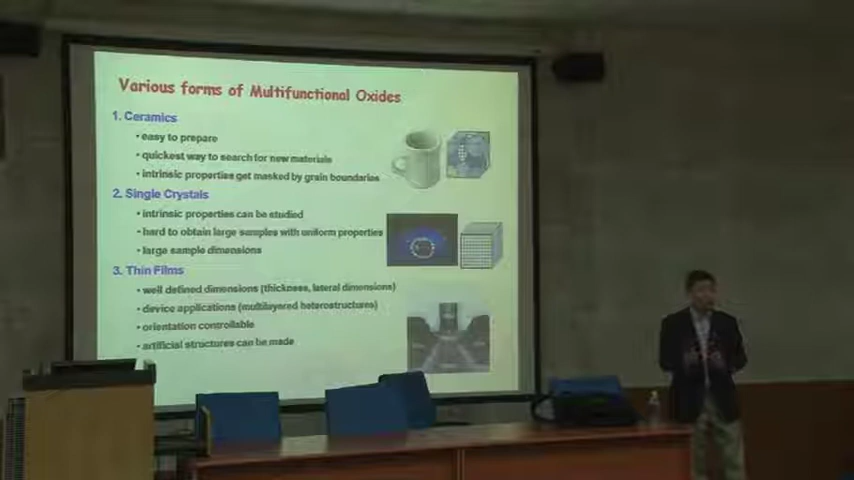 Various forms of Multifunctional Oxides
1. Ceramics
• easy to prepare
• quickest way to search for new materials
• intrinsic properties get masked by grain boundaries
2. Single Crystals
• intrinsic properties can be studied
• hard to obtain large samples with uniform properties
• large sample dimensions
3. Thin Films
• well defined dimensions (thickness, lateral dimensions)
• device applications (multilayered heterostructures)
• orientation controllable
• artificial structures can be made